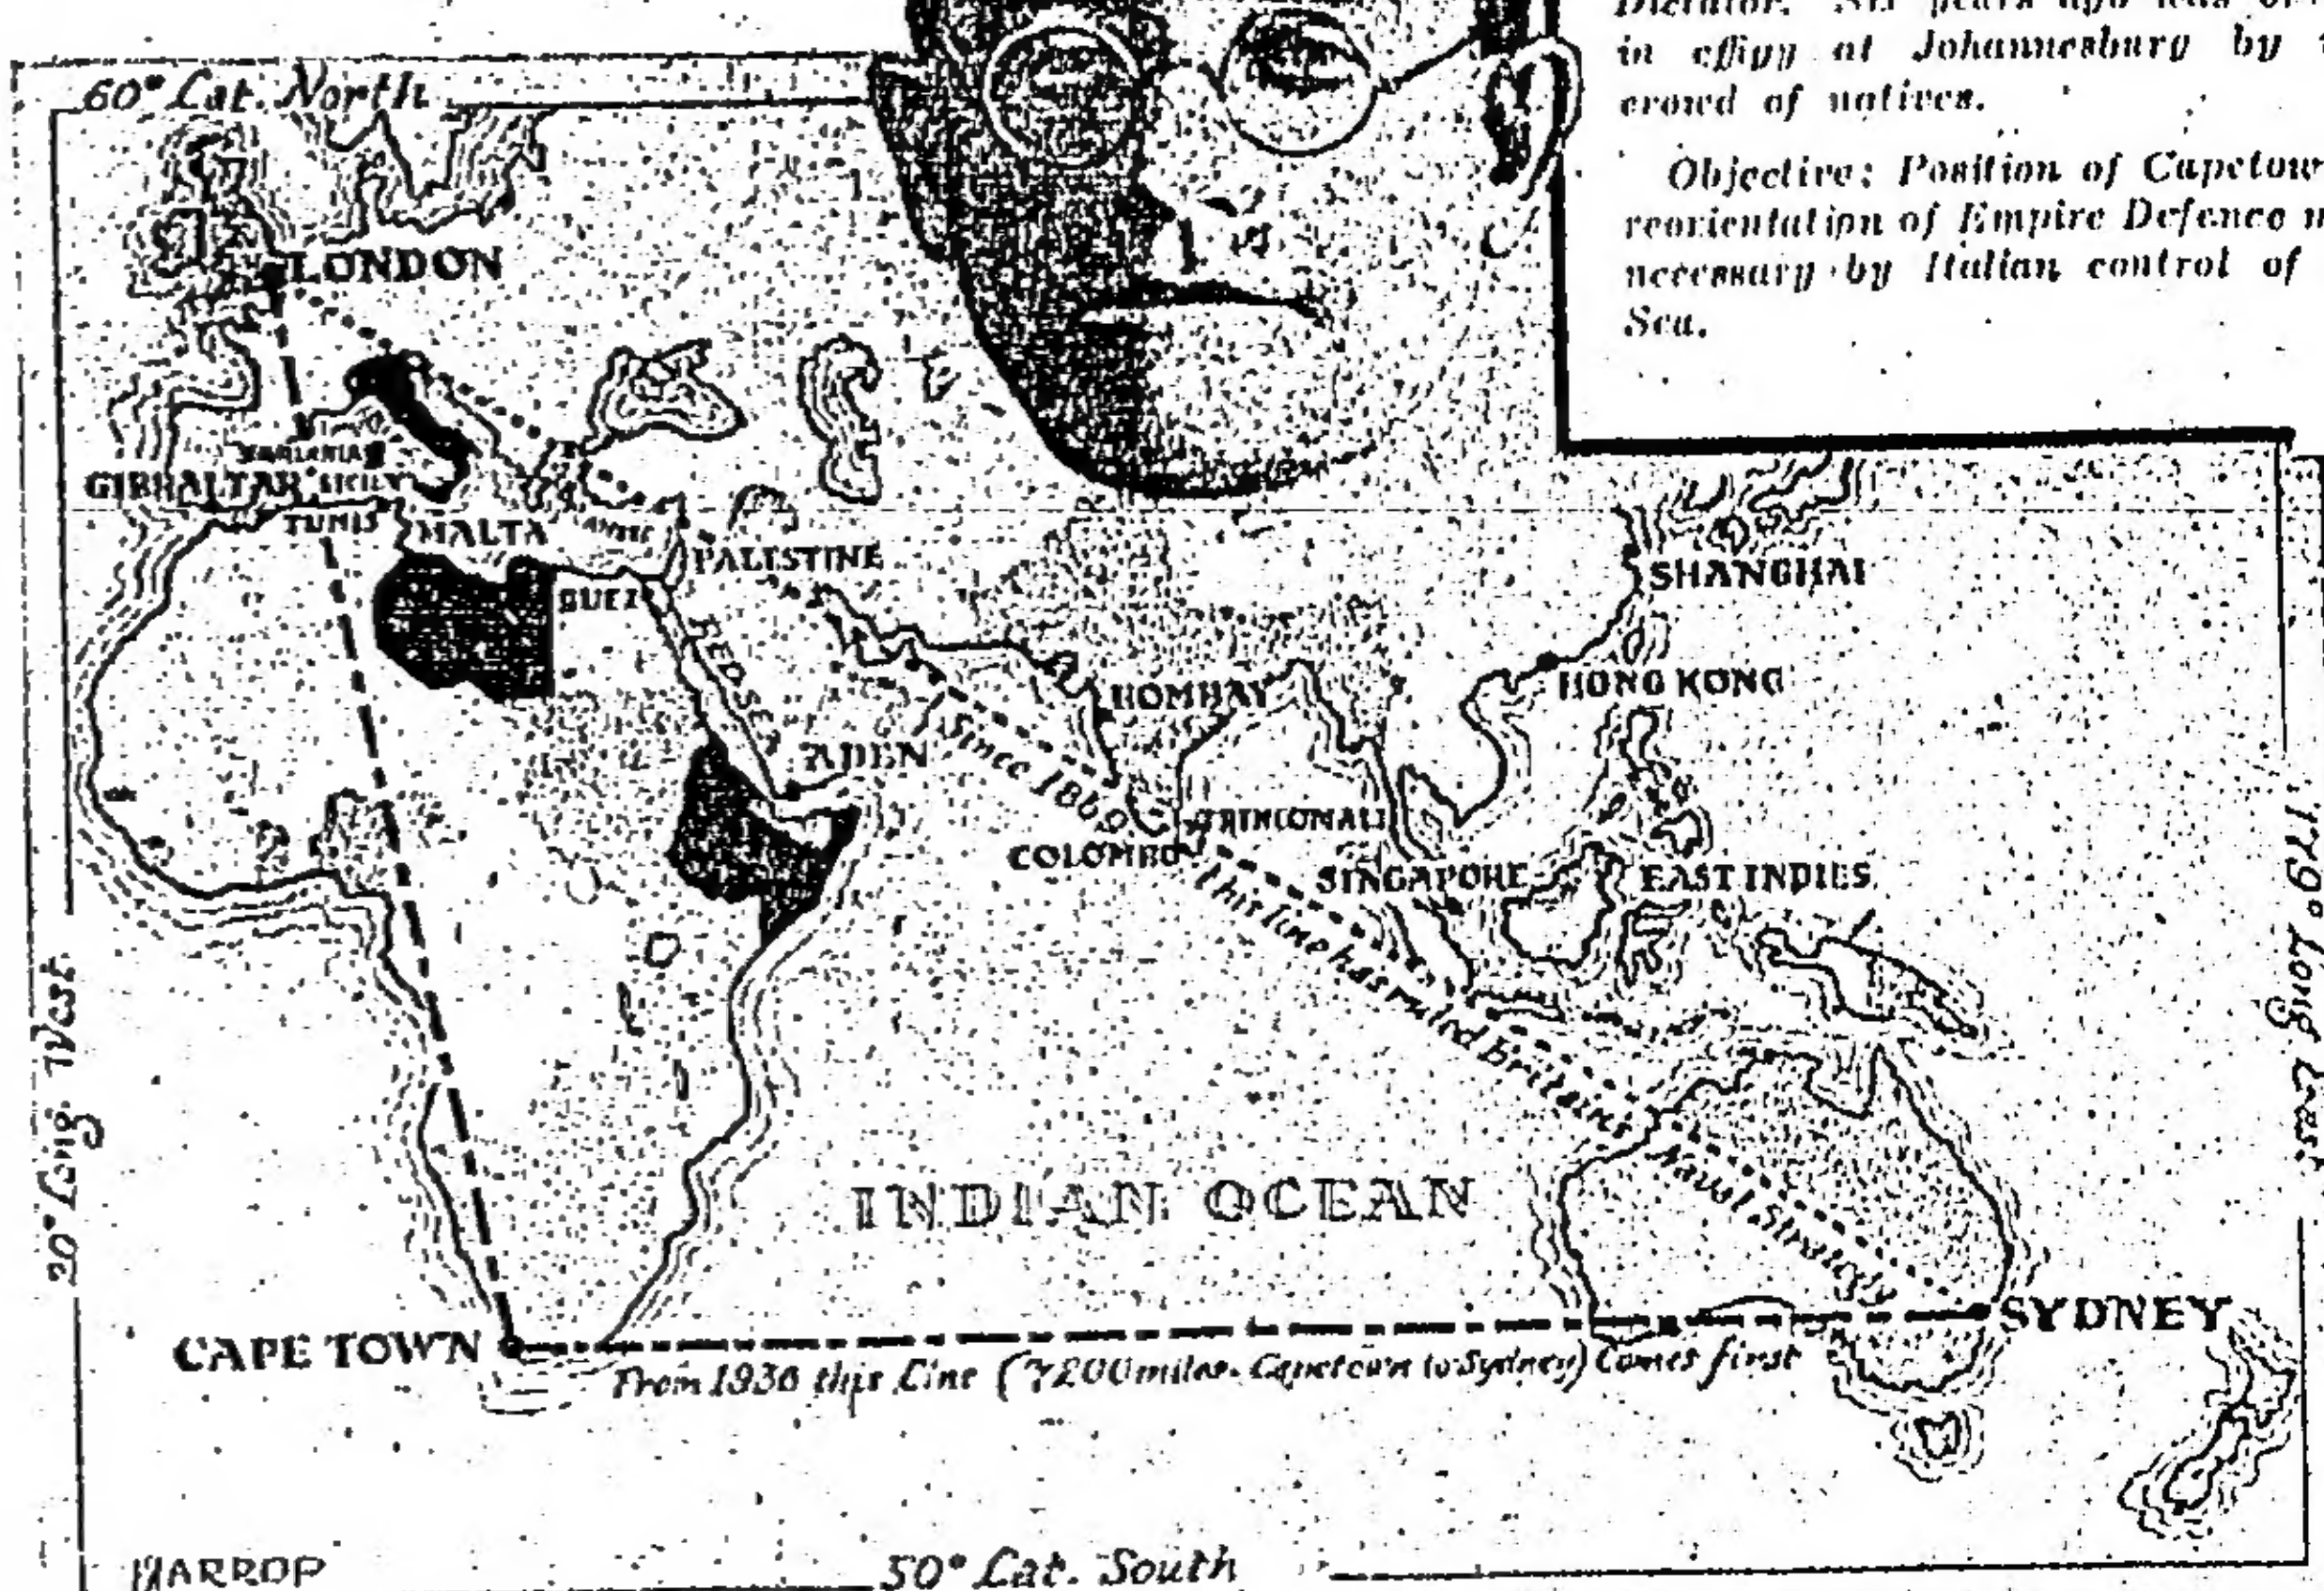 in effigy at Johannesburg by
crowd of natives.
Objective: Position of Capetow
reorientation of Empire Defence
necessary by Italian control of
Sea.
60° Lat. North
LONDON
GIBRALTAR SICILY
TUNIS MALTA
PALESTINE
SUEZ
RED SEA
ADEN
BOMBAY
SHANGHAI
HONG KONG
TRINCOMALI
COLOMBO
SINGAPORE
EAST INDIES
Since 1869 this line has ruled Britain's Naval Strategy
INDIAN OCEAN
CAPE TOWN
SYDNEY
From 1936 this Line (7200 miles. Capetown to Sydney) Comes first
20° Long West
179° Long East
HARROP
50° Lat. South